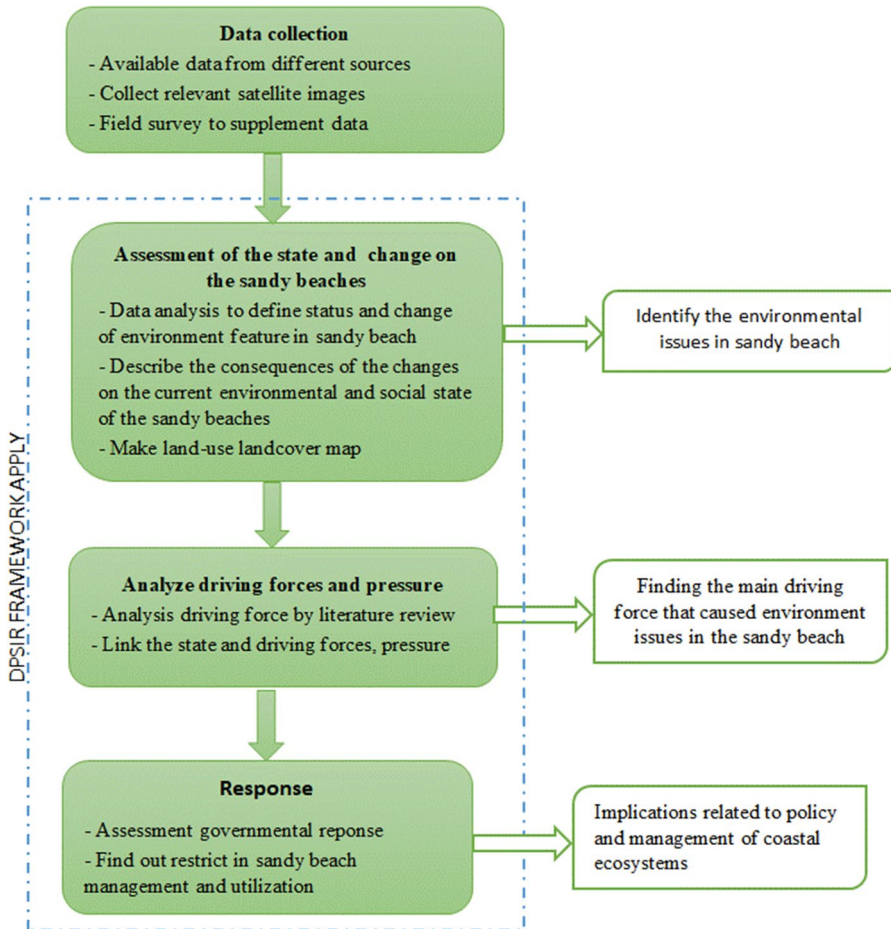 Data collection
- Available data from different sources
- Collect relevant satellite images
- Field survey to supplement data
Assessment of the state and change on
the sandy beaches
- Data analysis to define status and change
of environment feature in sandy beach
- Describe the consequences of the changes
on the current environmental and social state
of the sandy beaches
- Make land-use landcover map
Identify the environmental
issues in sandy beach
DPSIR FRAMEWORK APPLY
Analyze driving forces and pressure
- Analysis driving force by literature review
- Link the state and driving forces, pressure
Finding the main driving
force that caused environment
issues in the sandy beach
Response
- Assessment governmental reponse
- Find out restrict in sandy beach
management and utilization
Implications related to policy
and management of coastal
ecosystems